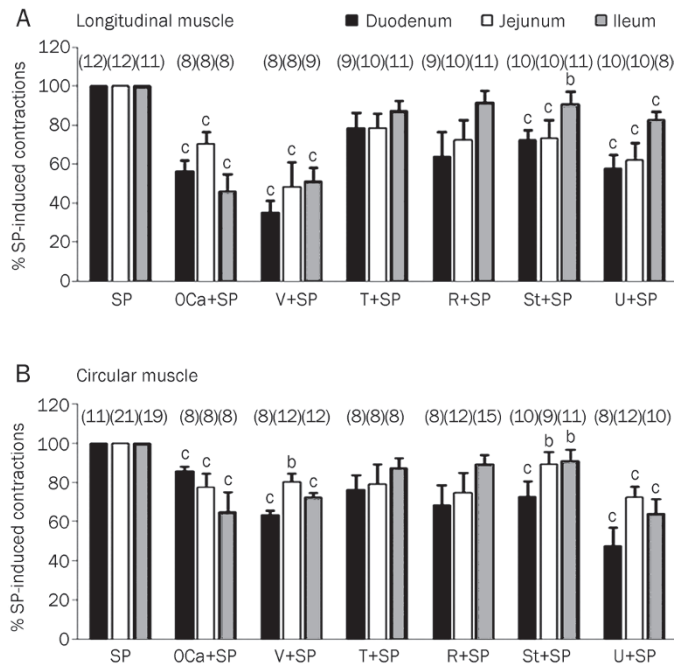 A Longitudinal muscle ■ Duodenum □ Jejunum ■ Ileum
% SP-induced contractions
120
100
80
60
40
20
0
(12)(12)(11) (8)(8)(8) (8)(8)(9) (9)(10)(11) (9)(10)(11) (10)(10)(11) (10)(10)(8)
c c c c c c c c b c c c
SP OCa+SP V+SP T+SP R+SP St+SP U+SP
B Circular muscle
% SP-induced contractions
120
100
80
60
40
20
0
(11)(21)(19) (8)(8)(8) (8)(12)(12) (8)(8)(8) (8)(12)(15) (10)(9)(11) (8)(12)(10)
c c c c b c c b b c c c
SP OCa+SP V+SP T+SP R+SP St+SP U+SP